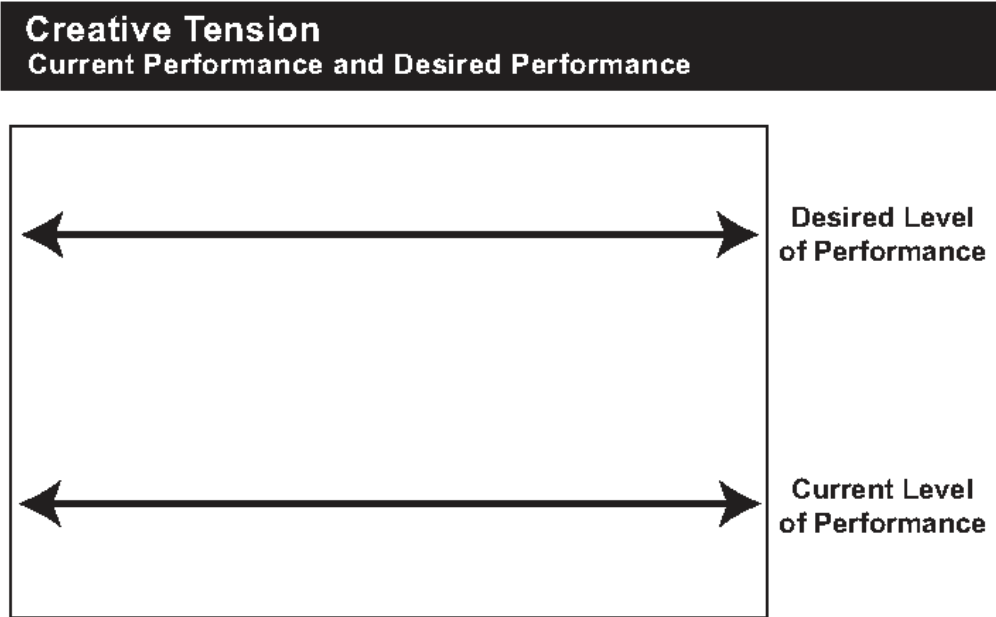 Creative Tension
Current Performance and Desired Performance
Desired Level
of Performance
Current Level
of Performance